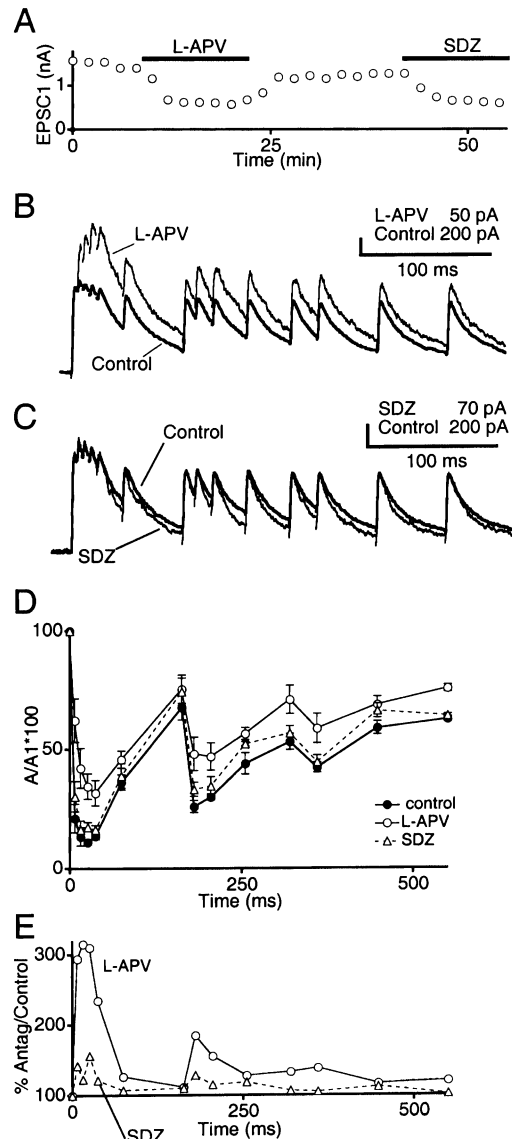 A
L-APV
SDZ
EPSC1 (nA)
1
0
0
25
50
Time (min)
B
L-APV
L-APV 50 pA
Control 200 pA
100 ms
Control
C
Control
SDZ 70 pA
Control 200 pA
100 ms
SDZ
D
100
50
0
A/A1*100
control
L-APV
SDZ
0
250
500
Time (ms)
E
300
200
100
% Antag/Control
L-APV
0
250
500
Time (ms)
SDZ